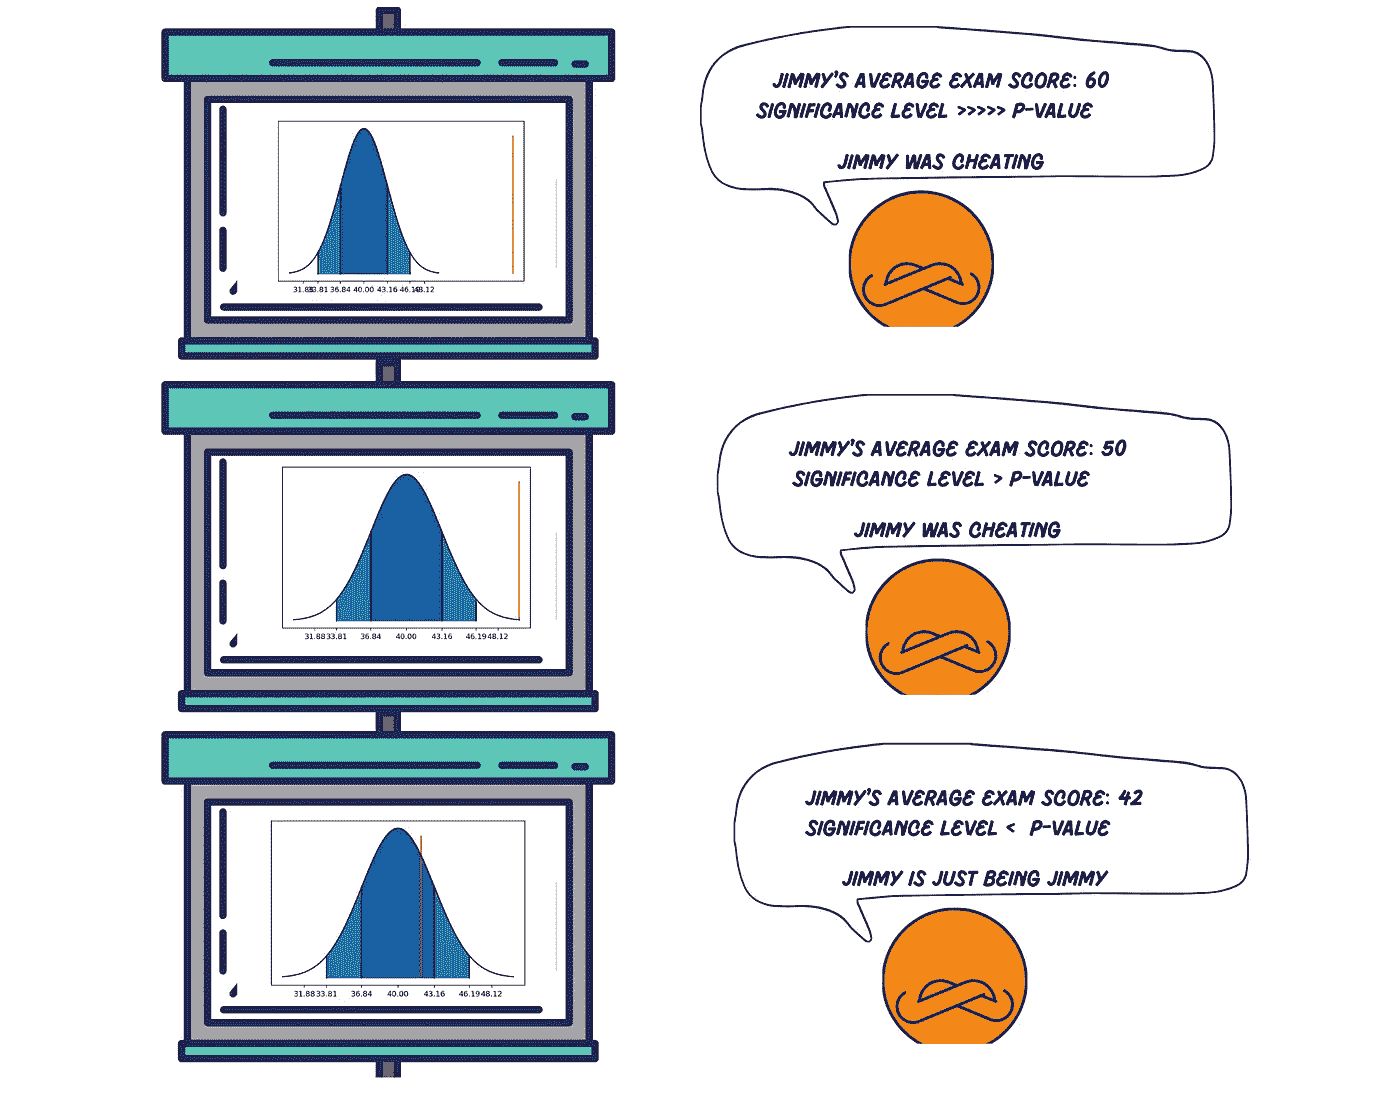 JIMMY'S AVERAGE EXAM SCORE: 60
SIGNIFICANCE LEVEL >>>>> P-VALUE
JIMMY WAS CHEATING
31.88 33.81 36.84 40.00 43.16 46.19 48.12
JIMMY'S AVERAGE EXAM SCORE: 50
SIGNIFICANCE LEVEL > P-VALUE
JIMMY WAS CHEATING
31.88 33.81 36.84 40.00 43.16 46.19 48.12
JIMMY'S AVERAGE EXAM SCORE: 42
SIGNIFICANCE LEVEL < P-VALUE
JIMMY IS JUST BEING JIMMY
31.88 33.81 36.84 40.00 43.16 46.19 48.12